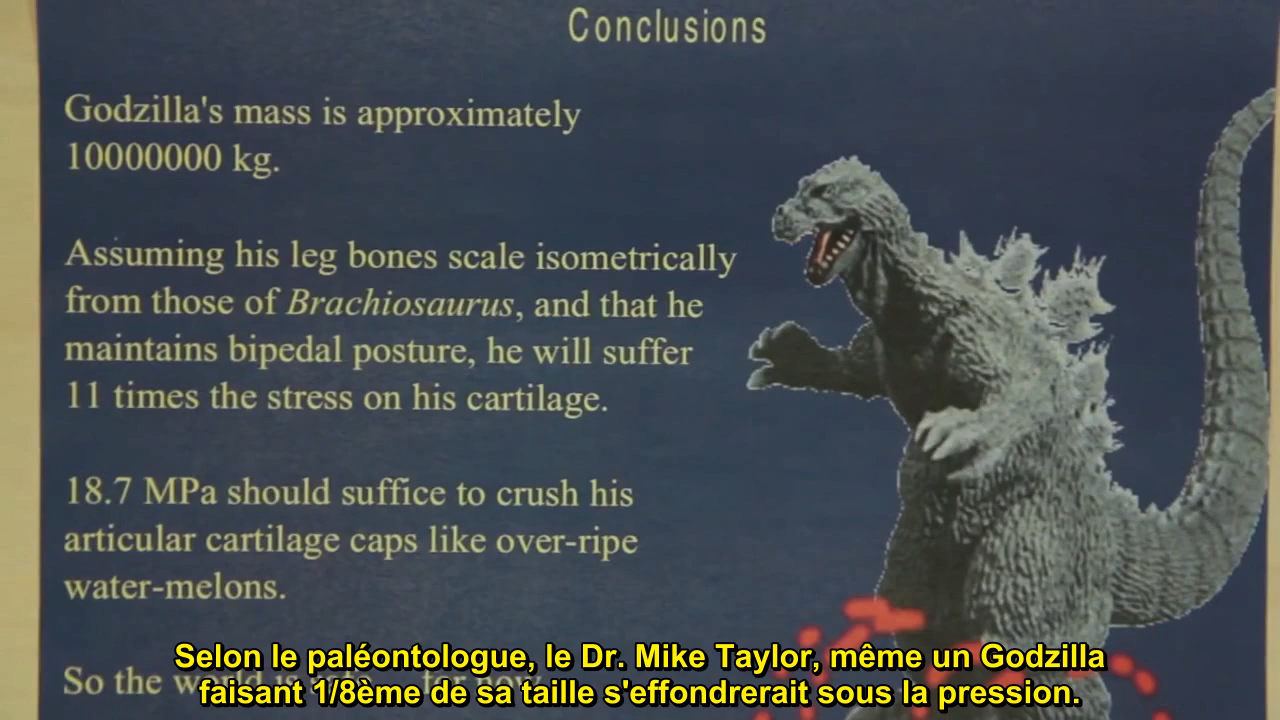 Conclusions
Godzilla's mass is approximately
10000000 kg.
Assuming his leg bones scale isometrically
from those of Brachiosaurus, and that he
maintains bipedal posture, he will suffer
11 times the stress on his cartilage.
18.7 MPa should suffice to crush his
articular cartilage caps like over-ripe
water-melons.
So the for now
Selon le paléontologue, le Dr. Mike Taylor, même un Godzilla
faisant 1/8ème de sa taille s'effondrerait sous la pression.